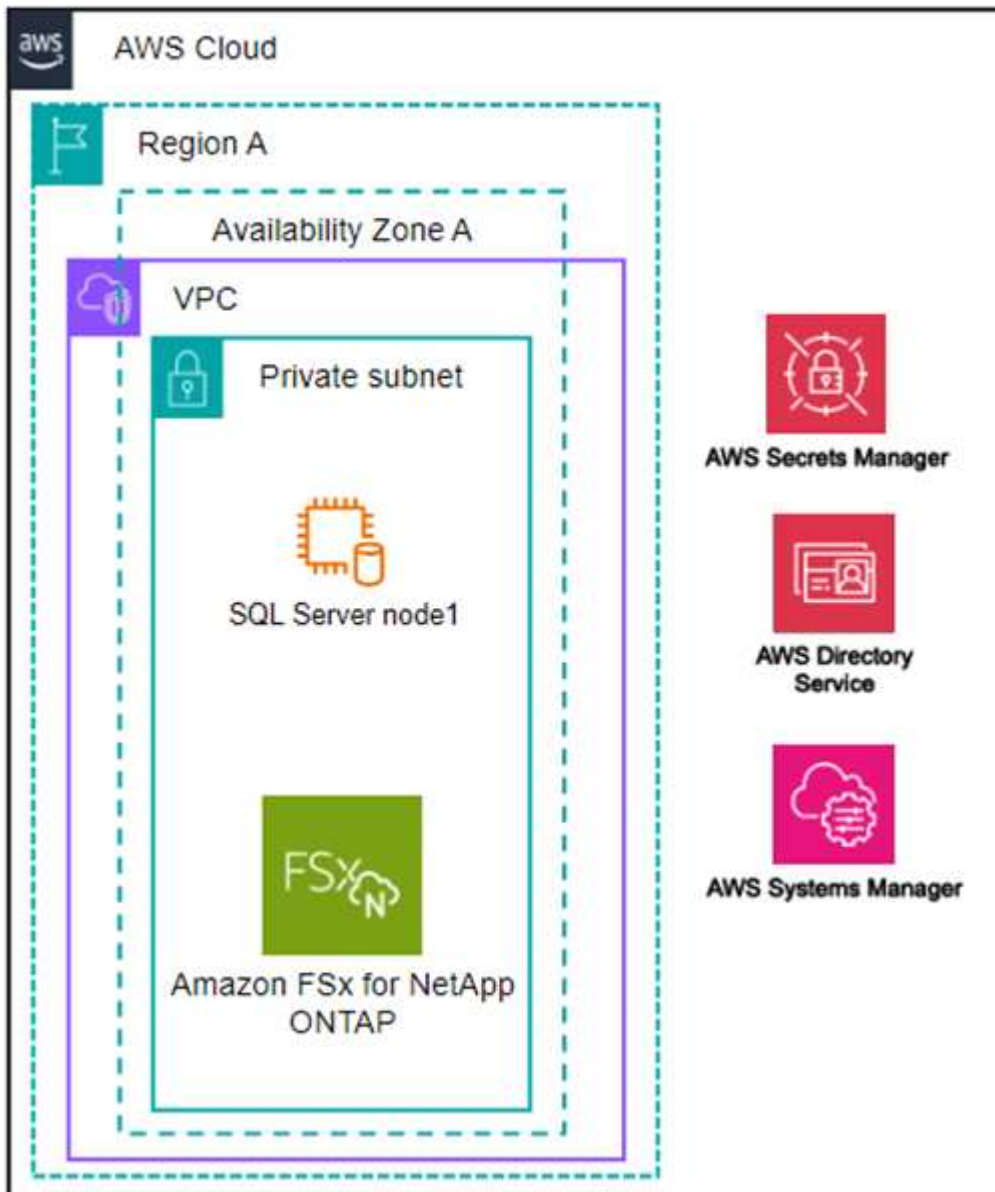 aws
AWS Cloud
Region A
Availability Zone A
VPC
Private subnet
SQL Server node1
FSx
N
Amazon FSx for NetApp
ONTAP
AWS Secrets Manager
AWS Directory
Service
AWS Systems Manager